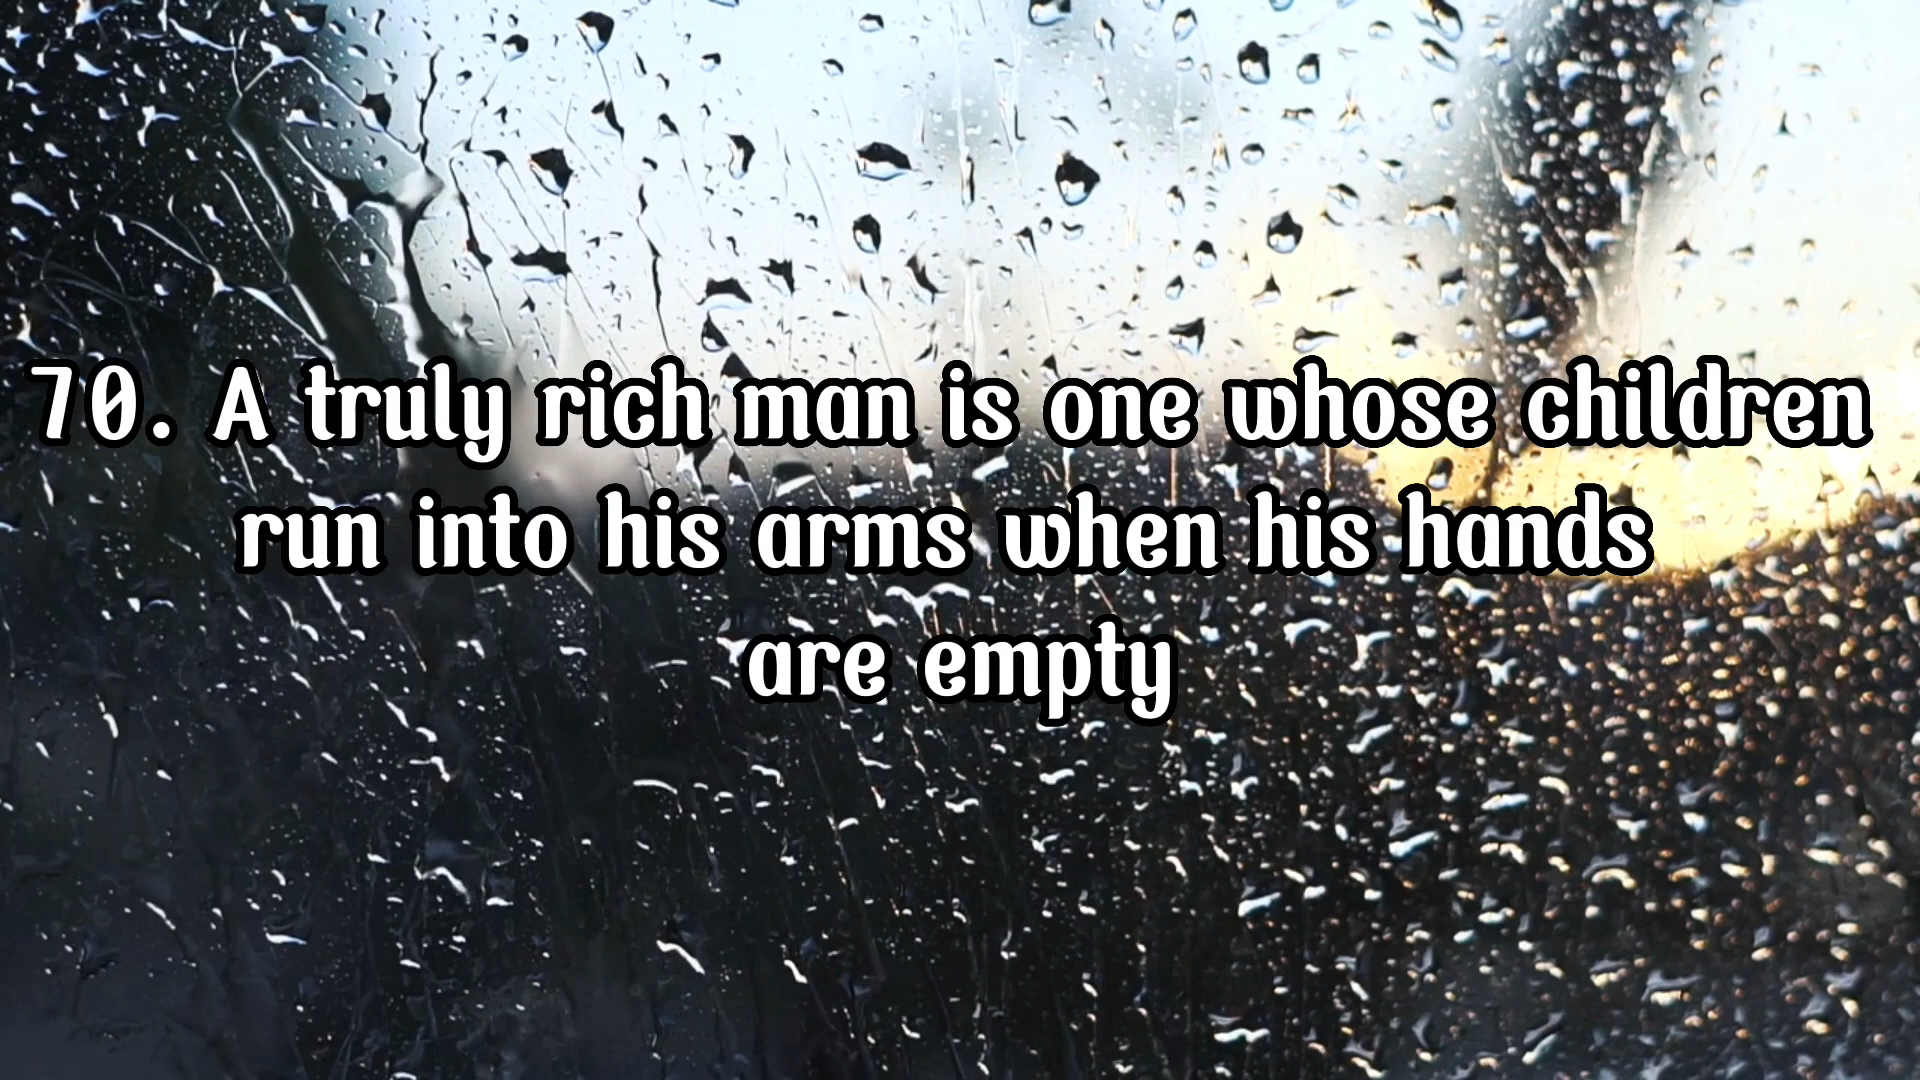 70. A truly rich man is one whose children
run into his arms when his hands
are empty